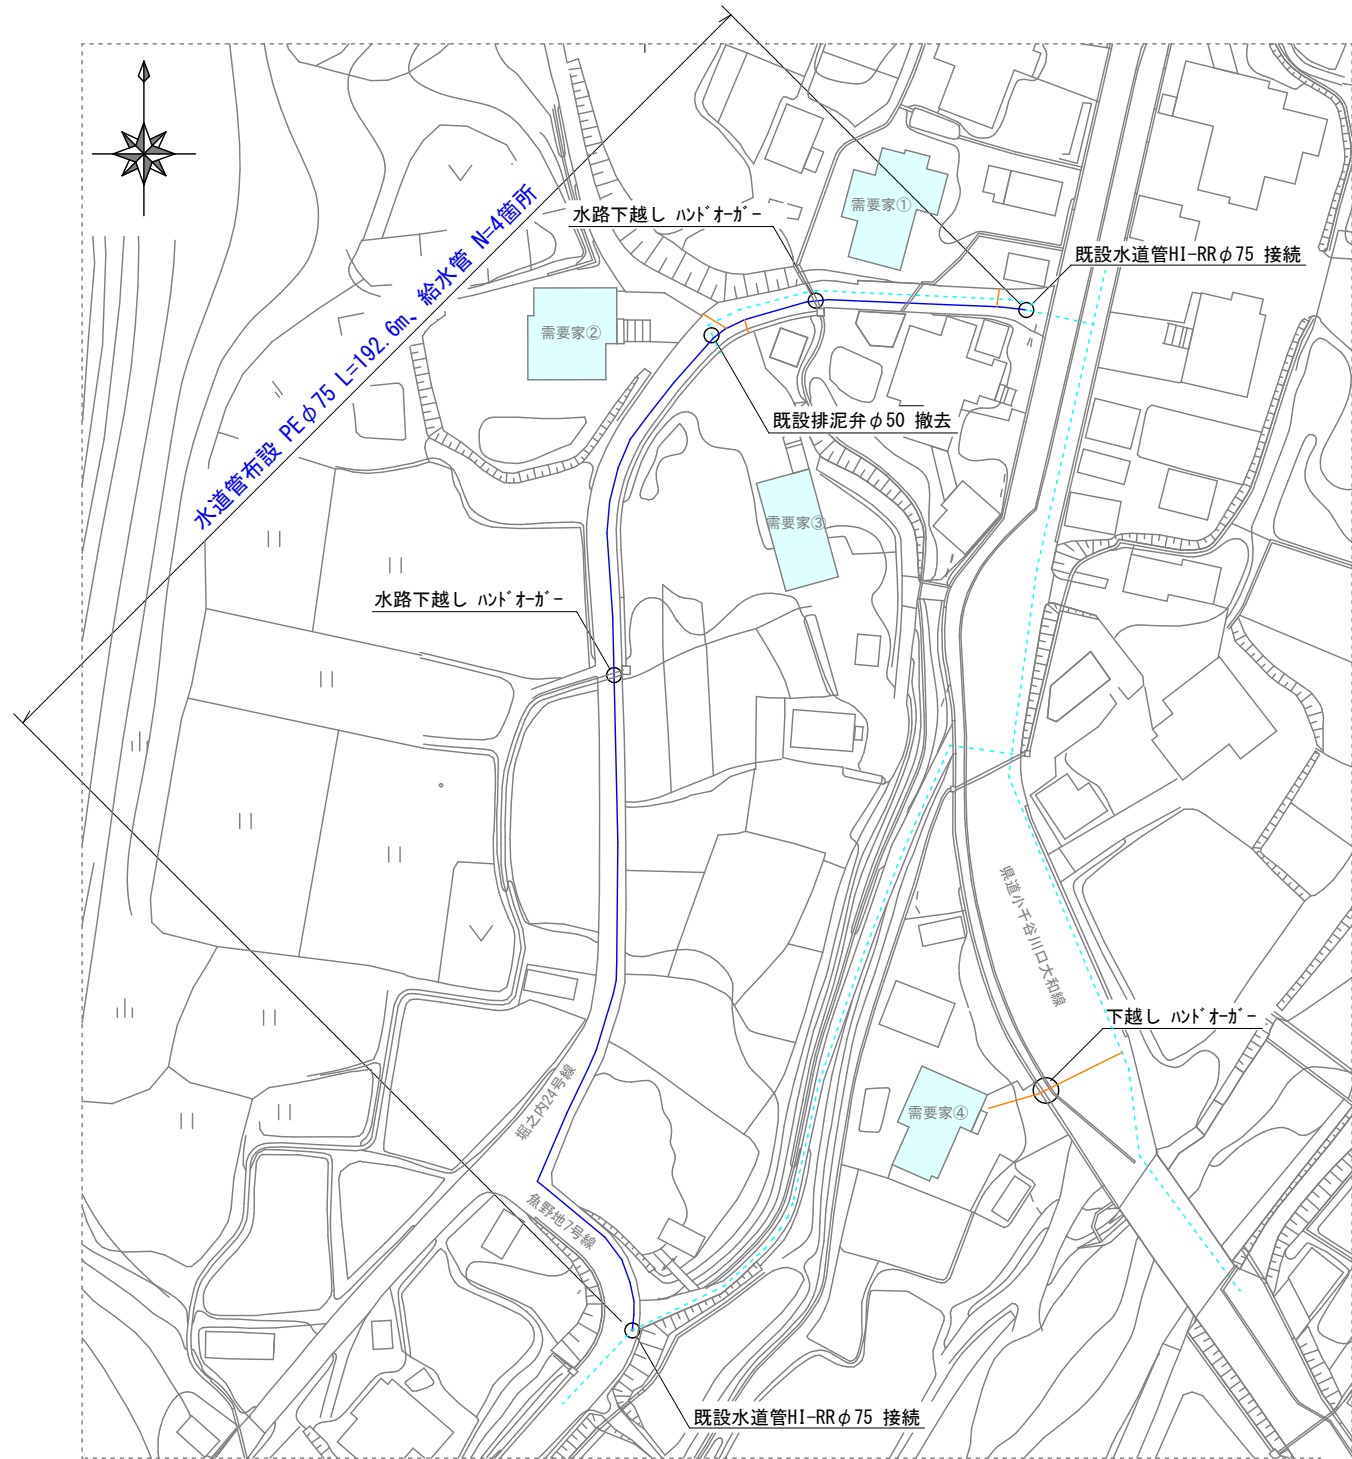 需要家①
水路下越し ﾊﾝﾄﾞｵｰｶﾞｰ
既設水道管HI-RRφ75 接続
水道管布設 PEφ75 L=192.6m、給水管 N=4箇所
需要家②
既設排泥弁φ50 撤去
需要家③
水路下越し ﾊﾝﾄﾞｵｰｶﾞｰ
県道小千谷川口大和線
下越し ﾊﾝﾄﾞｵｰｶﾞｰ
需要家④
堀之内24号線
魚野地7号線
既設水道管HI-RRφ75 接続